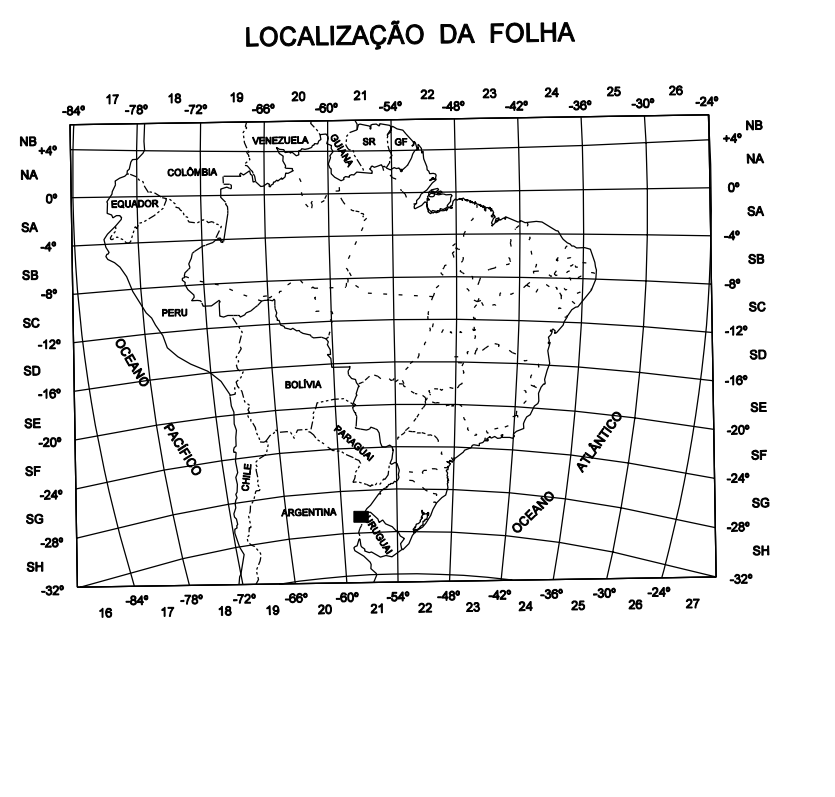 LOCALIZAÇÃO DA FOLHA
17 18 19 20 21 22 23 24 25 26
-84° -78° -72° -66° -60° -54° -48° -42° -36° -30° -24°
NB +4° VENEZUELA GUIANA SR GF +4° NB
NA COLÔMBIA NA
0° EQUADOR 0°
SA SA
-4° -4°
SB SB
-8° -8°
SC PERU SC
-12° -12°
OCEANO
SD BOLÍVIA SD
-16° -16°
SE SE
-20° PACÍFICO PARAGUAI ATLÂNTICO -20°
SF CHILE SF
-24° -24°
SG ARGENTINA URUGUAI OCEANO SG
-28° -28°
SH SH
-32° -32°
-84° -78° -72° -66° -60° -54° -48° -42° -36° -30° -24°
16 17 18 19 20 21 22 23 24 25 26 27